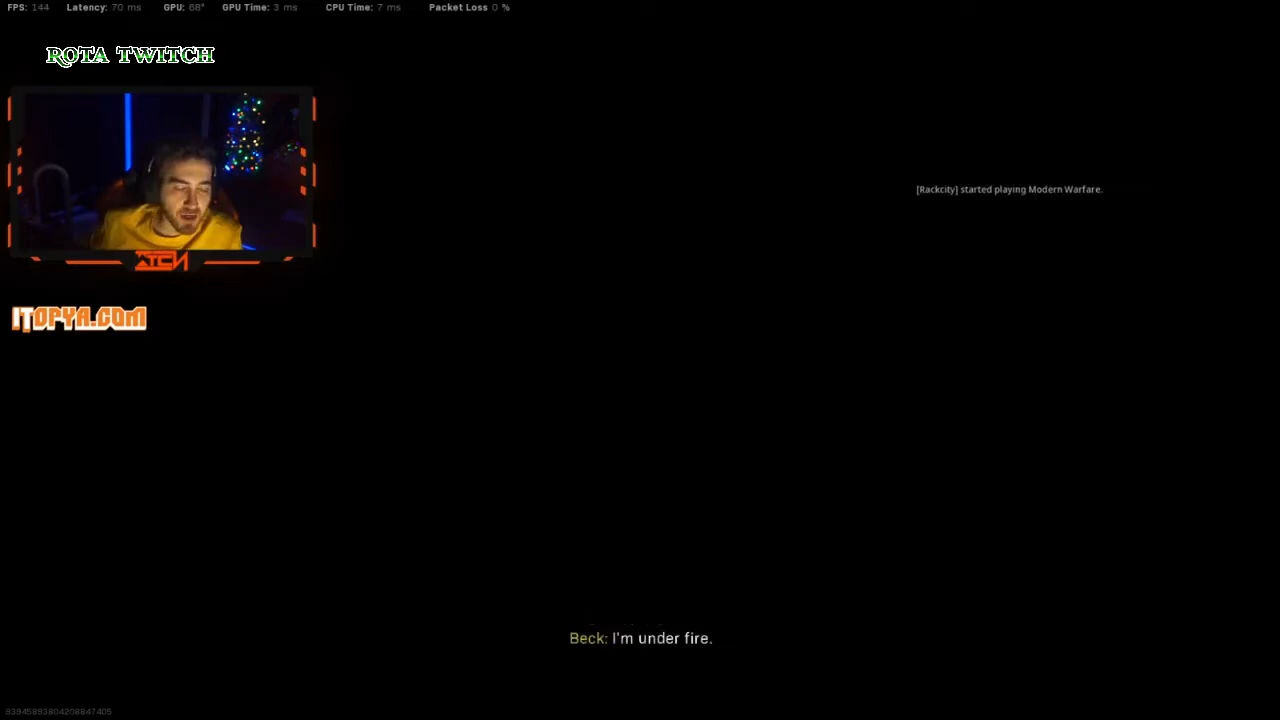 FPS: 144 Latency: 70 ms GPU: 68° GPU Time: 3 ms CPU Time: 7 ms Packet Loss 0 %
ROTA TWITCH
[Rackcity] started playing Modern Warfare.
ITOPYA.COM
Beck: I'm under fire.
93945893804208847405